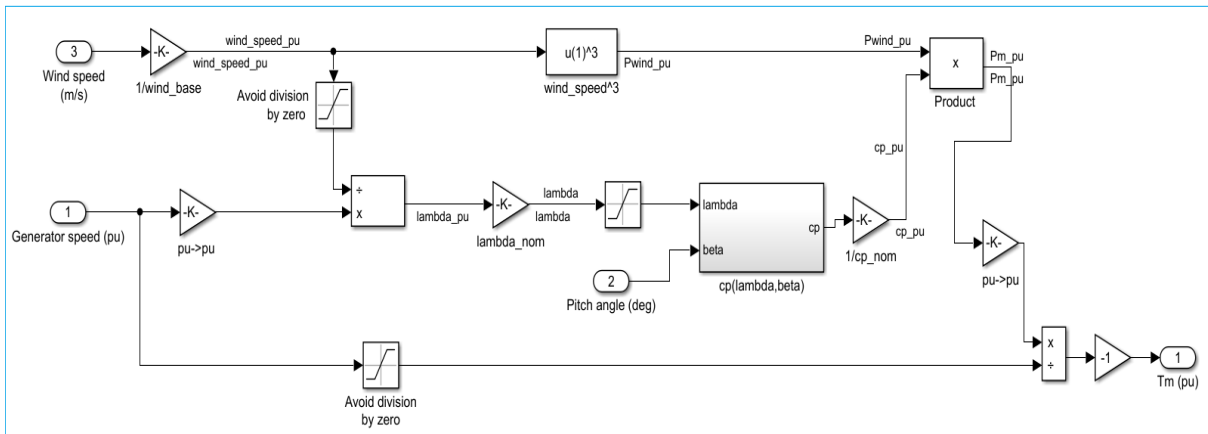 3
Wind speed
(m/s)
-K-
1/wind_base
wind_speed_pu
wind_speed_pu
Avoid division
by zero
u(1)^3
wind_speed^3
Pwind_pu
Pwind_pu
x
Product
Pm_pu
Pm_pu
cp_pu
1
Generator speed (pu)
-K-
pu->pu
÷
x
lambda_pu
-K-
lambda_nom
lambda
lambda
lambda
beta
cp
cp(lambda,beta)
2
Pitch angle (deg)
-K-
1/cp_nom
cp_pu
-K-
pu->pu
Avoid division
by zero
x
÷
-1
1
Tm (pu)